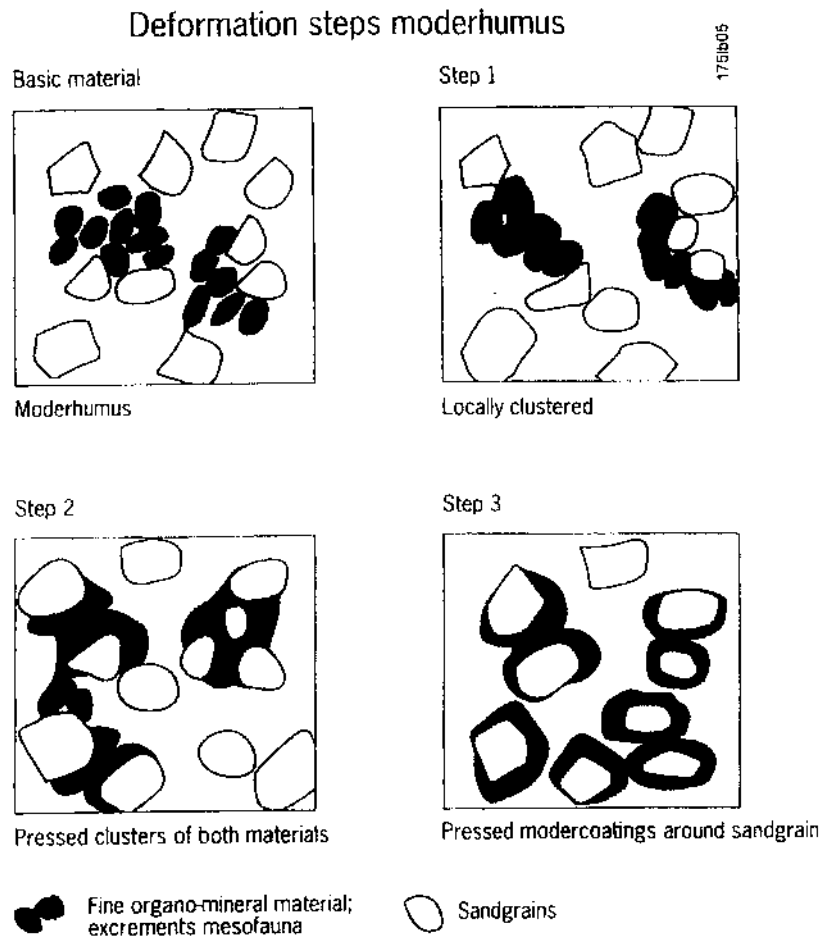 Deformation steps moderhumus
175lb05
Basic material
Step 1
Moderhumus
Locally clustered
Step 2
Step 3
Pressed clusters of both materials
Pressed modercoatings around sandgrain
Fine organo-mineral material;
excrements mesofauna
Sandgrains